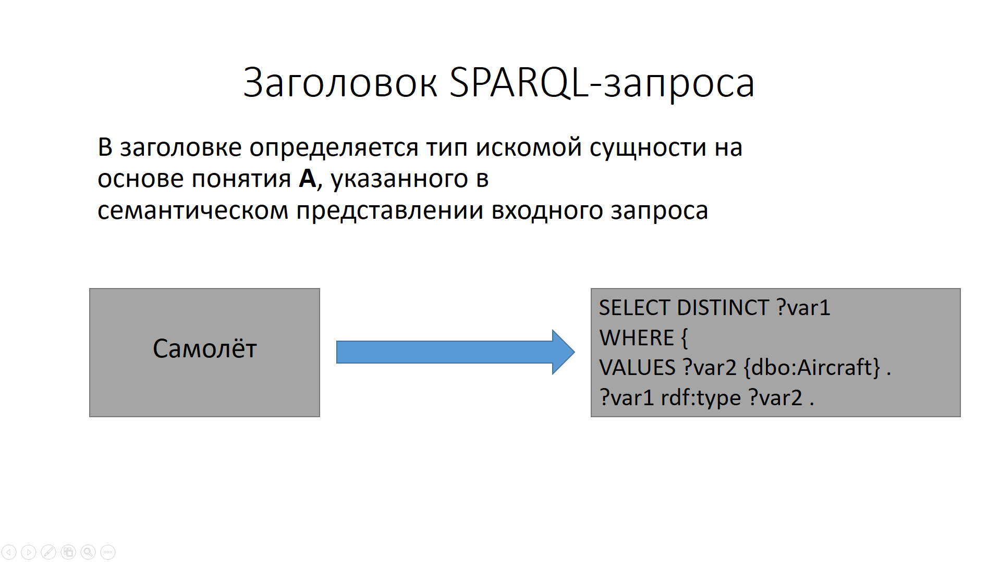 Заголовок SPARQL-запроса
В заголовке определяется тип искомой сущности на
основе понятия А, указанного в
семантическом представлении входного запроса
Самолёт
SELECT DISTINCT ?var1
WHERE {
VALUES ?var2 {dbo:Aircraft} .
?var1 rdf:type ?var2 .